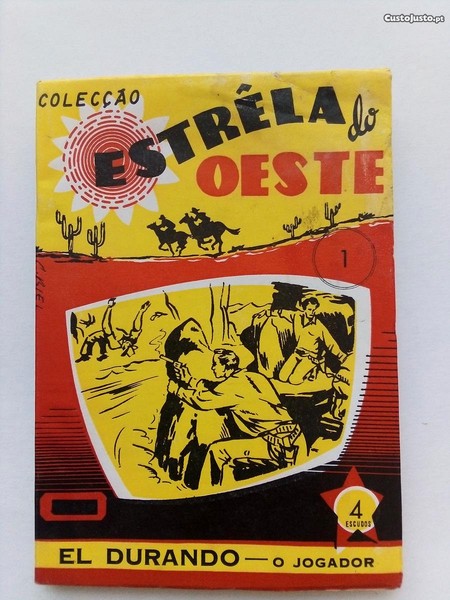 CustoJusto.pt
COLECÇÃO
ESTRÊLA do
OESTE
1
4
ESCUDOS
EL DURANDO — O JOGADOR